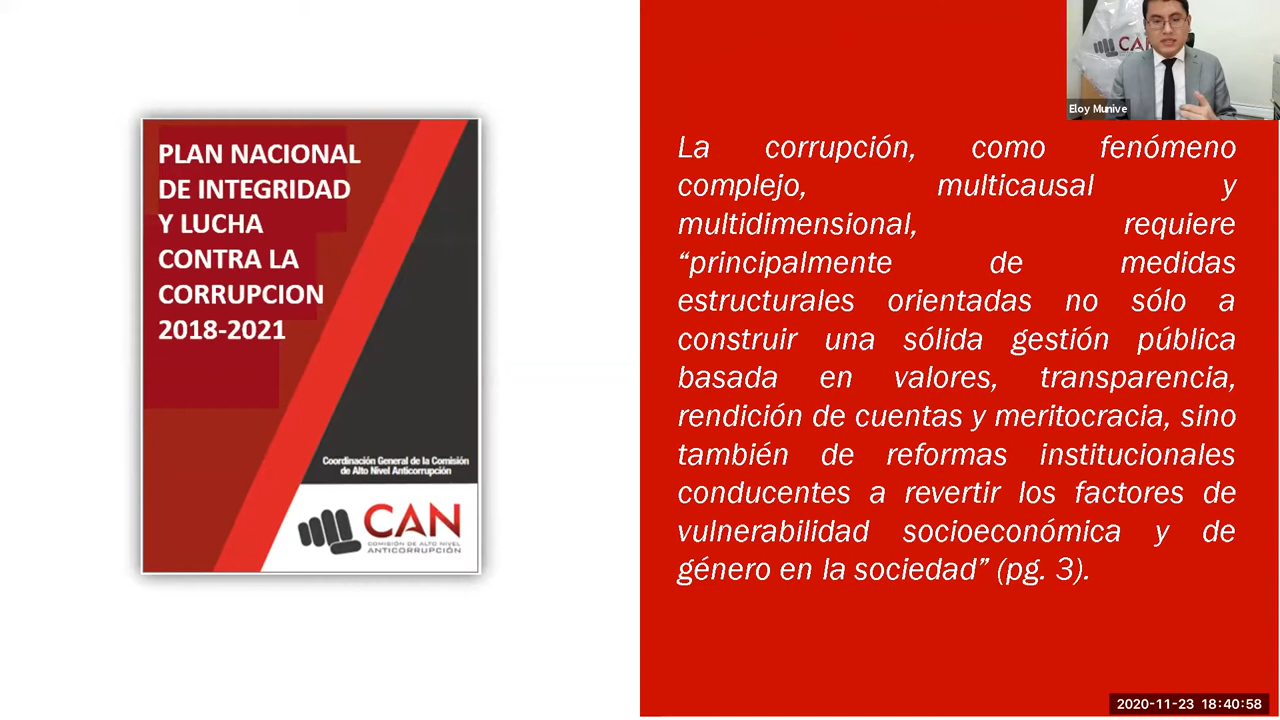 PLAN NACIONAL
DE INTEGRIDAD
Y LUCHA
CONTRA LA
CORRUPCION
2018-2021
Coordinación General de la Comisión
de Alto Nivel Anticorrupción
CAN
COMISIÓN DE ALTO NIVEL
ANTICORRUPCIÓN
CAN
Eloy Munive
La corrupción, como fenómeno
complejo, multicausal y
multidimensional, requiere
“principalmente de medidas
estructurales orientadas no sólo a
construir una sólida gestión pública
basada en valores, transparencia,
rendición de cuentas y meritocracia, sino
también de reformas institucionales
conducentes a revertir los factores de
vulnerabilidad socioeconómica y de
género en la sociedad” (pg. 3).
2020-11-23 18:40:58